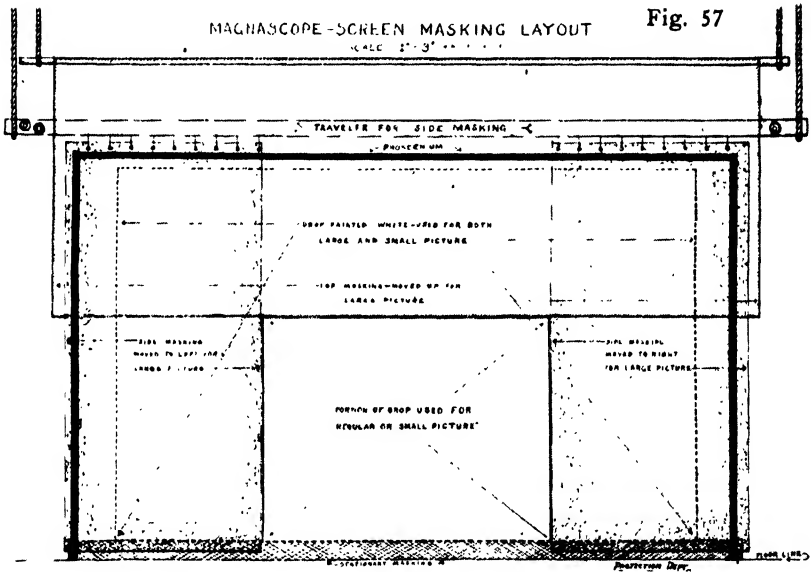 Fig. 57
MAGNASCOPE-SCREEN MASKING LAYOUT
SCALE
TRAVELER FOR SIDE MASKING
PROSCENIUM
DROP PAINTED WHITE-USED FOR BOTH
LARGE AND SMALL PICTURE
TOP MASKING-MOVED UP FOR
LARGE PICTURE
SIDE MASKING
MOVED TO LEFT FOR
LARGE PICTURE
SIDE MASKING
MOVED TO RIGHT
FOR LARGE PICTURE
PORTION OF DROP USED FOR
REGULAR OR SMALL PICTURE
FLOOR LINE
STATIONARY MASKING
Projection Dept.